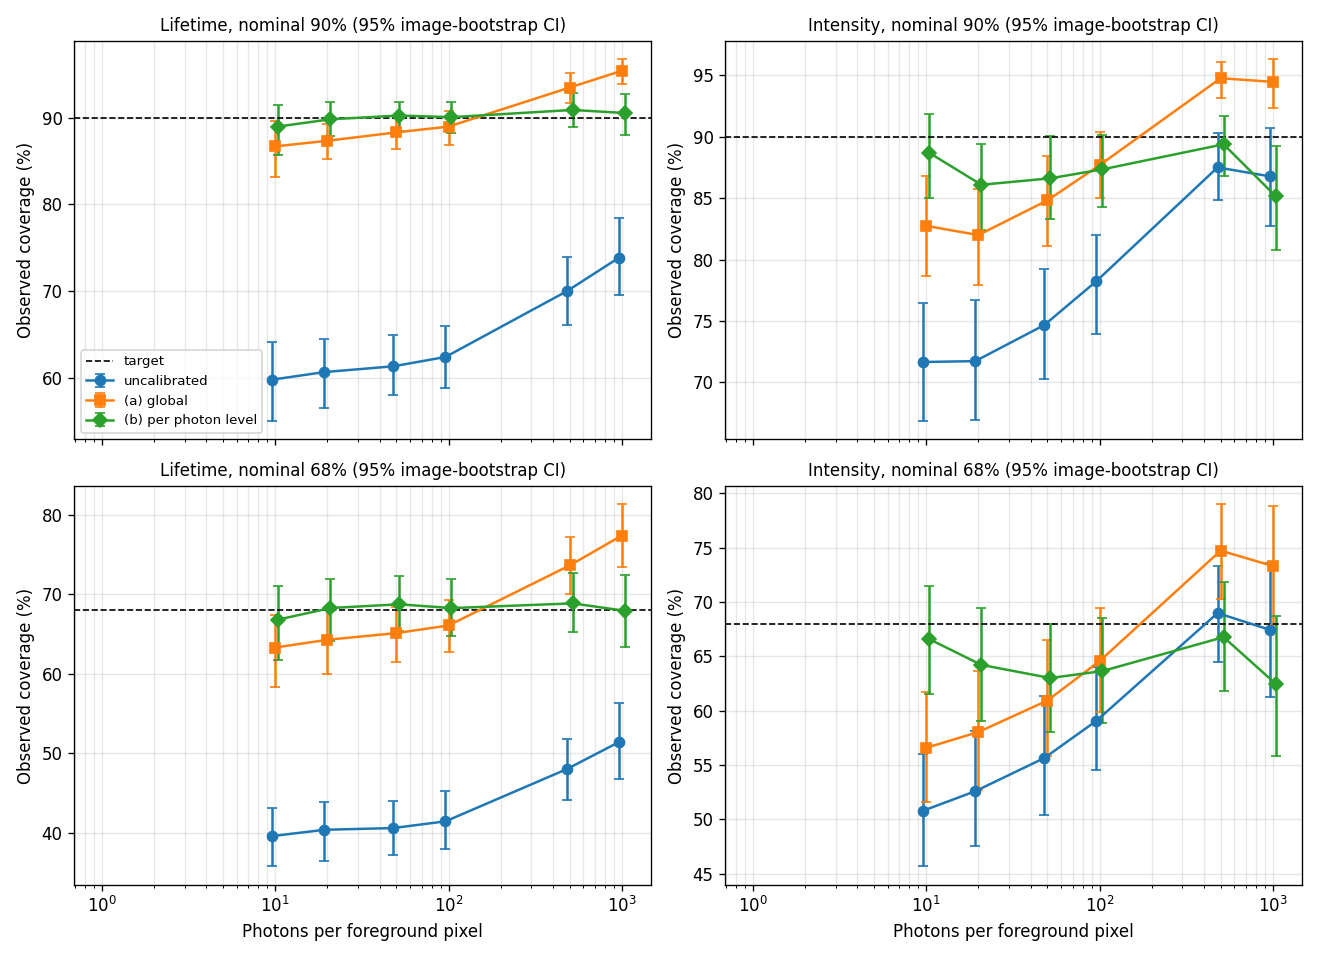 Lifetime, nominal 90% (95% image-bootstrap CI)
Observed coverage (%)
90
80
70
60
target
uncalibrated
(a) global
(b) per photon level
Intensity, nominal 90% (95% image-bootstrap CI)
Observed coverage (%)
95
90
85
80
75
70
Lifetime, nominal 68% (95% image-bootstrap CI)
Observed coverage (%)
80
70
60
50
40
10⁰
10¹
10²
10³
Photons per foreground pixel
Intensity, nominal 68% (95% image-bootstrap CI)
Observed coverage (%)
80
75
70
65
60
55
50
45
10⁰
10¹
10²
10³
Photons per foreground pixel